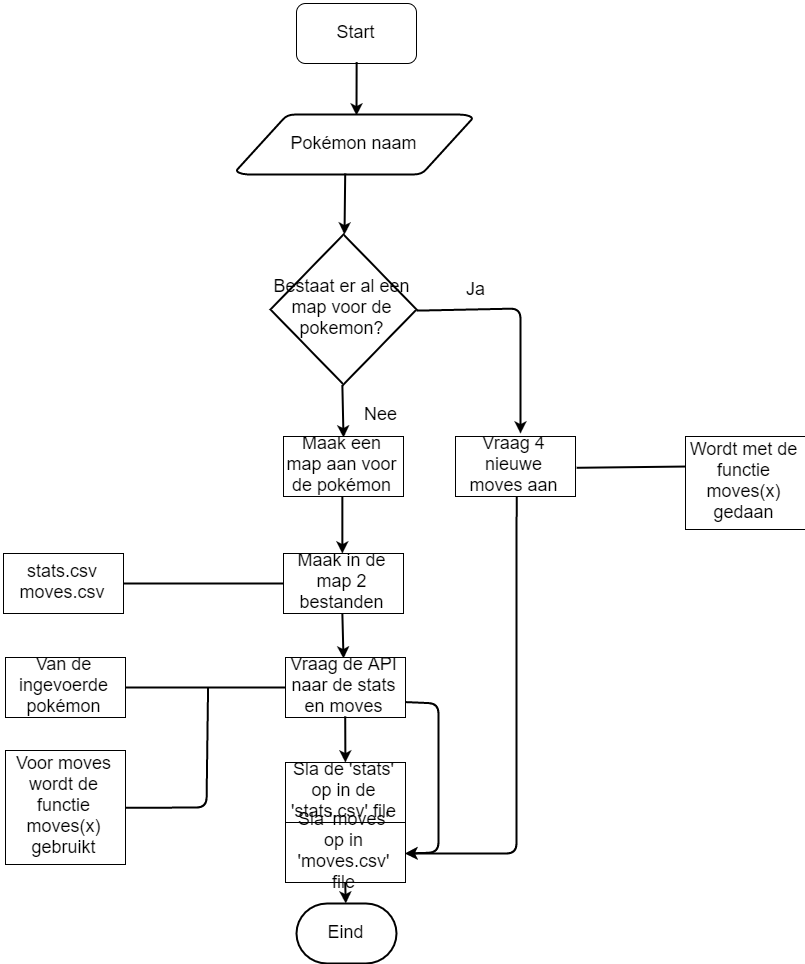 Start
Pokémon naam
Bestaat er al een
map voor de
pokemon?
Ja
Nee
Maak een
map aan voor
de pokémon
Vraag 4
nieuwe
moves aan
Wordt met de
functie
moves(x)
gedaan
stats.csv
moves.csv
Maak in de
map 2
bestanden
Van de
ingevoerde
pokémon
Vraag de API
naar de stats
en moves
Voor moves
wordt de
functie
moves(x)
gebruikt
Sla de 'stats'
op in de
'stats.csv' file
Sla 'moves'
op in
'moves.csv'
file
Eind